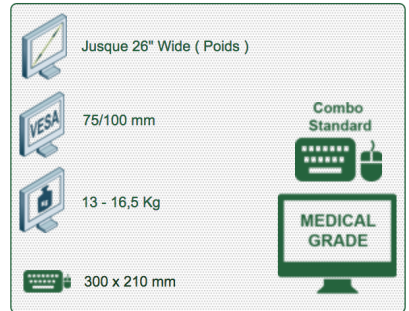 Jusque 26" Wide ( Poids )
VESA
75/100 mm
13 - 16,5 Kg
300 x 210 mm
Combo
Standard
MEDICAL
GRADE